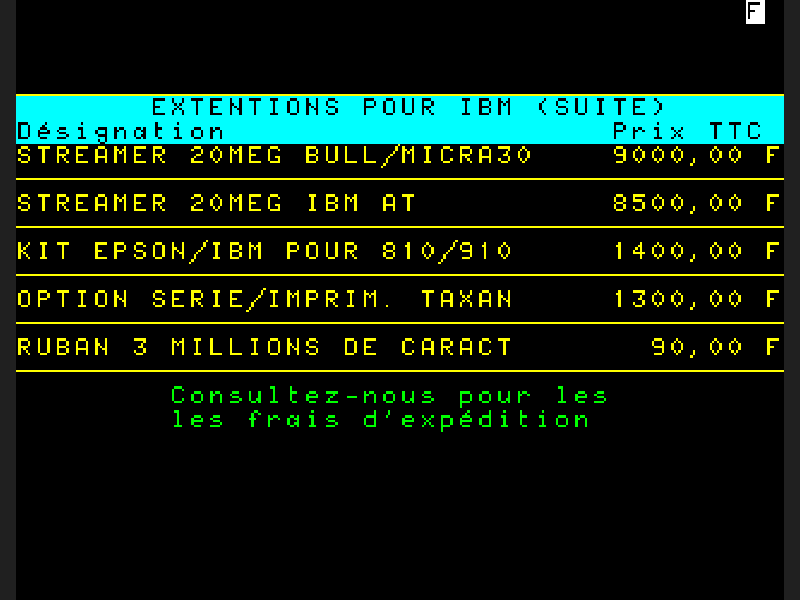 F
EXTENTIONS POUR IBM (SUITE)
Désignation Prix TTC
STREAMER 20MEG BULL/MICRA30 9000,00 F
STREAMER 20MEG IBM AT 8500,00 F
KIT EPSON/IBM POUR 810/910 1400,00 F
OPTION SERIE/IMPRIM. TAXAN 1300,00 F
RUBAN 3 MILLIONS DE CARACT 90,00 F
Consultez-nous pour les
les frais d'expédition